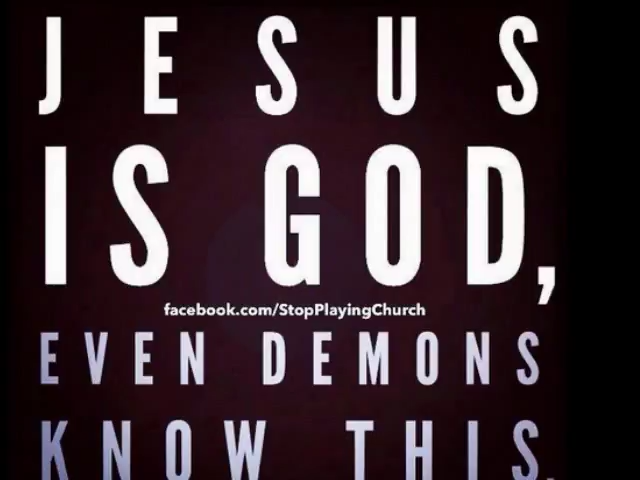 JESUS
IS GOD,
facebook.com/StopPlayingChurch
EVEN DEMONS
KNOW THIS.